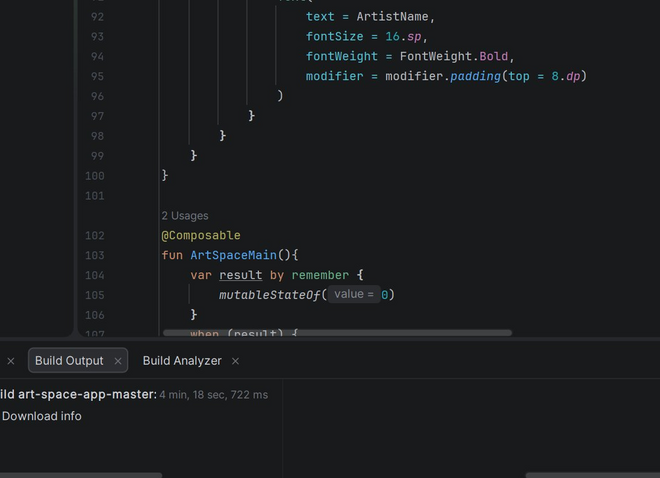 92 text = ArtistName,
93 fontSize = 16.sp,
94 fontWeight = FontWeight.Bold,
95 modifier = modifier.padding(top = 8.dp)
96 )
97 }
98 }
99 }
100 }
101
2 Usages
102 @Composable
103 fun ArtSpaceMain(){
104 var result by remember {
105 mutableStateOf( value = 0)
106 }
107 when (result) {
Build Output
Build Analyzer
ild art-space-app-master: 4 min, 18 sec, 722 ms
Download info